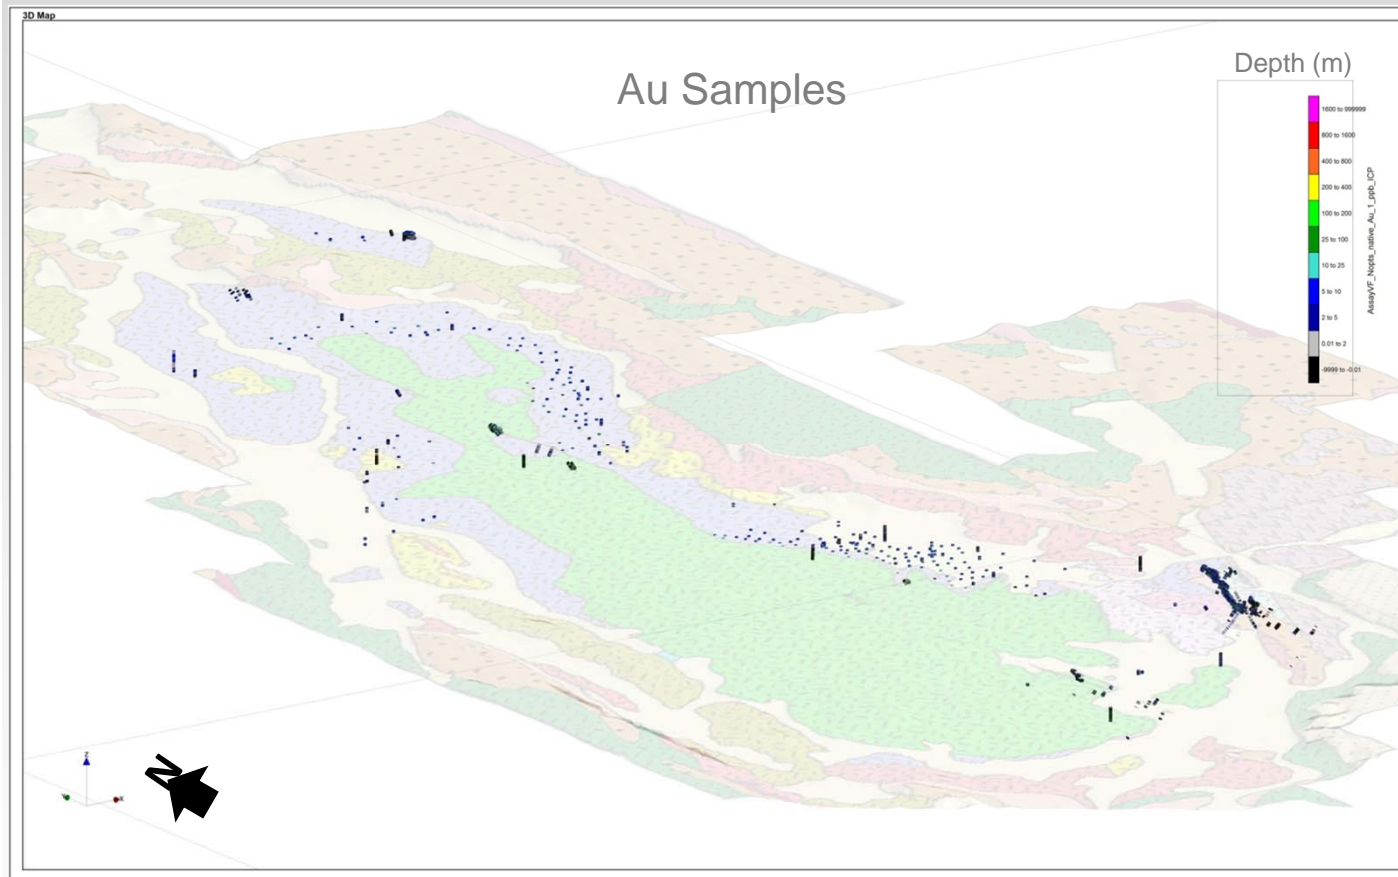 3D Map
Au Samples
Depth (m)
1600 to 999999
800 to 1600
400 to 800
200 to 400
100 to 200
25 to 100
10 to 25
5 to 10
2 to 5
0.01 to 2
-9999 to -0.01
AssayVF_Nopts_native_Au_1_ppb_ICP
Z
N
X